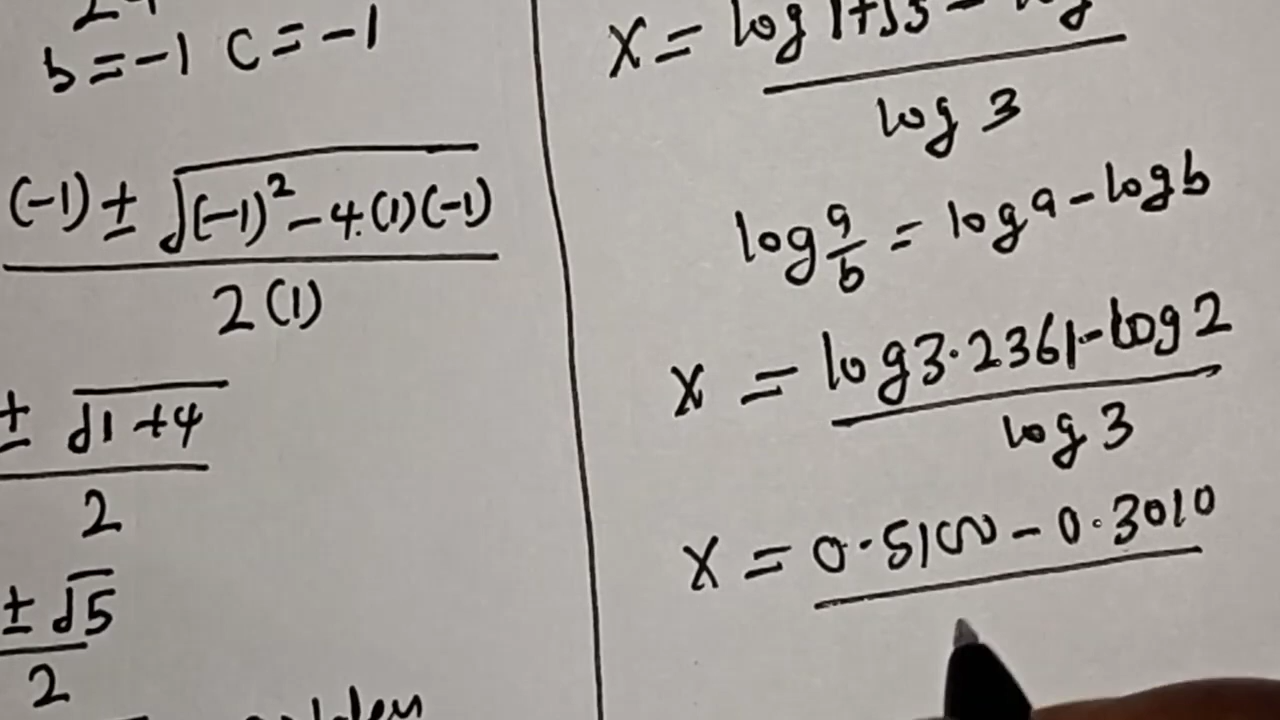 b = -1 c = -1
(-1) ± √(-1)² - 4.(1)(-1)
2 (1)
± √1 + 4
2
± √5
2
x = log 1+√5 -
log 3
log a/b = log a - log b
x = log 3.2361 - log 2
log 3
x = 0.5100 - 0.3010